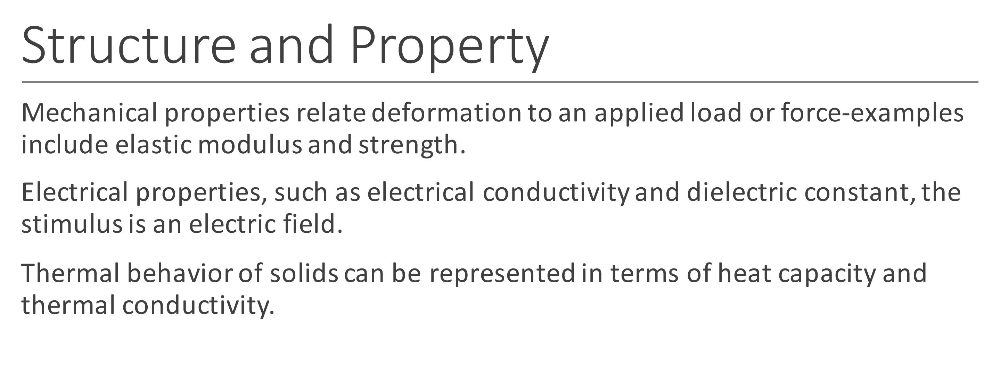 Structure and Property
Mechanical properties relate deformation to an applied load or force-examples
include elastic modulus and strength.
Electrical properties, such as electrical conductivity and dielectric constant, the
stimulus is an electric field.
Thermal behavior of solids can be represented in terms of heat capacity and
thermal conductivity.